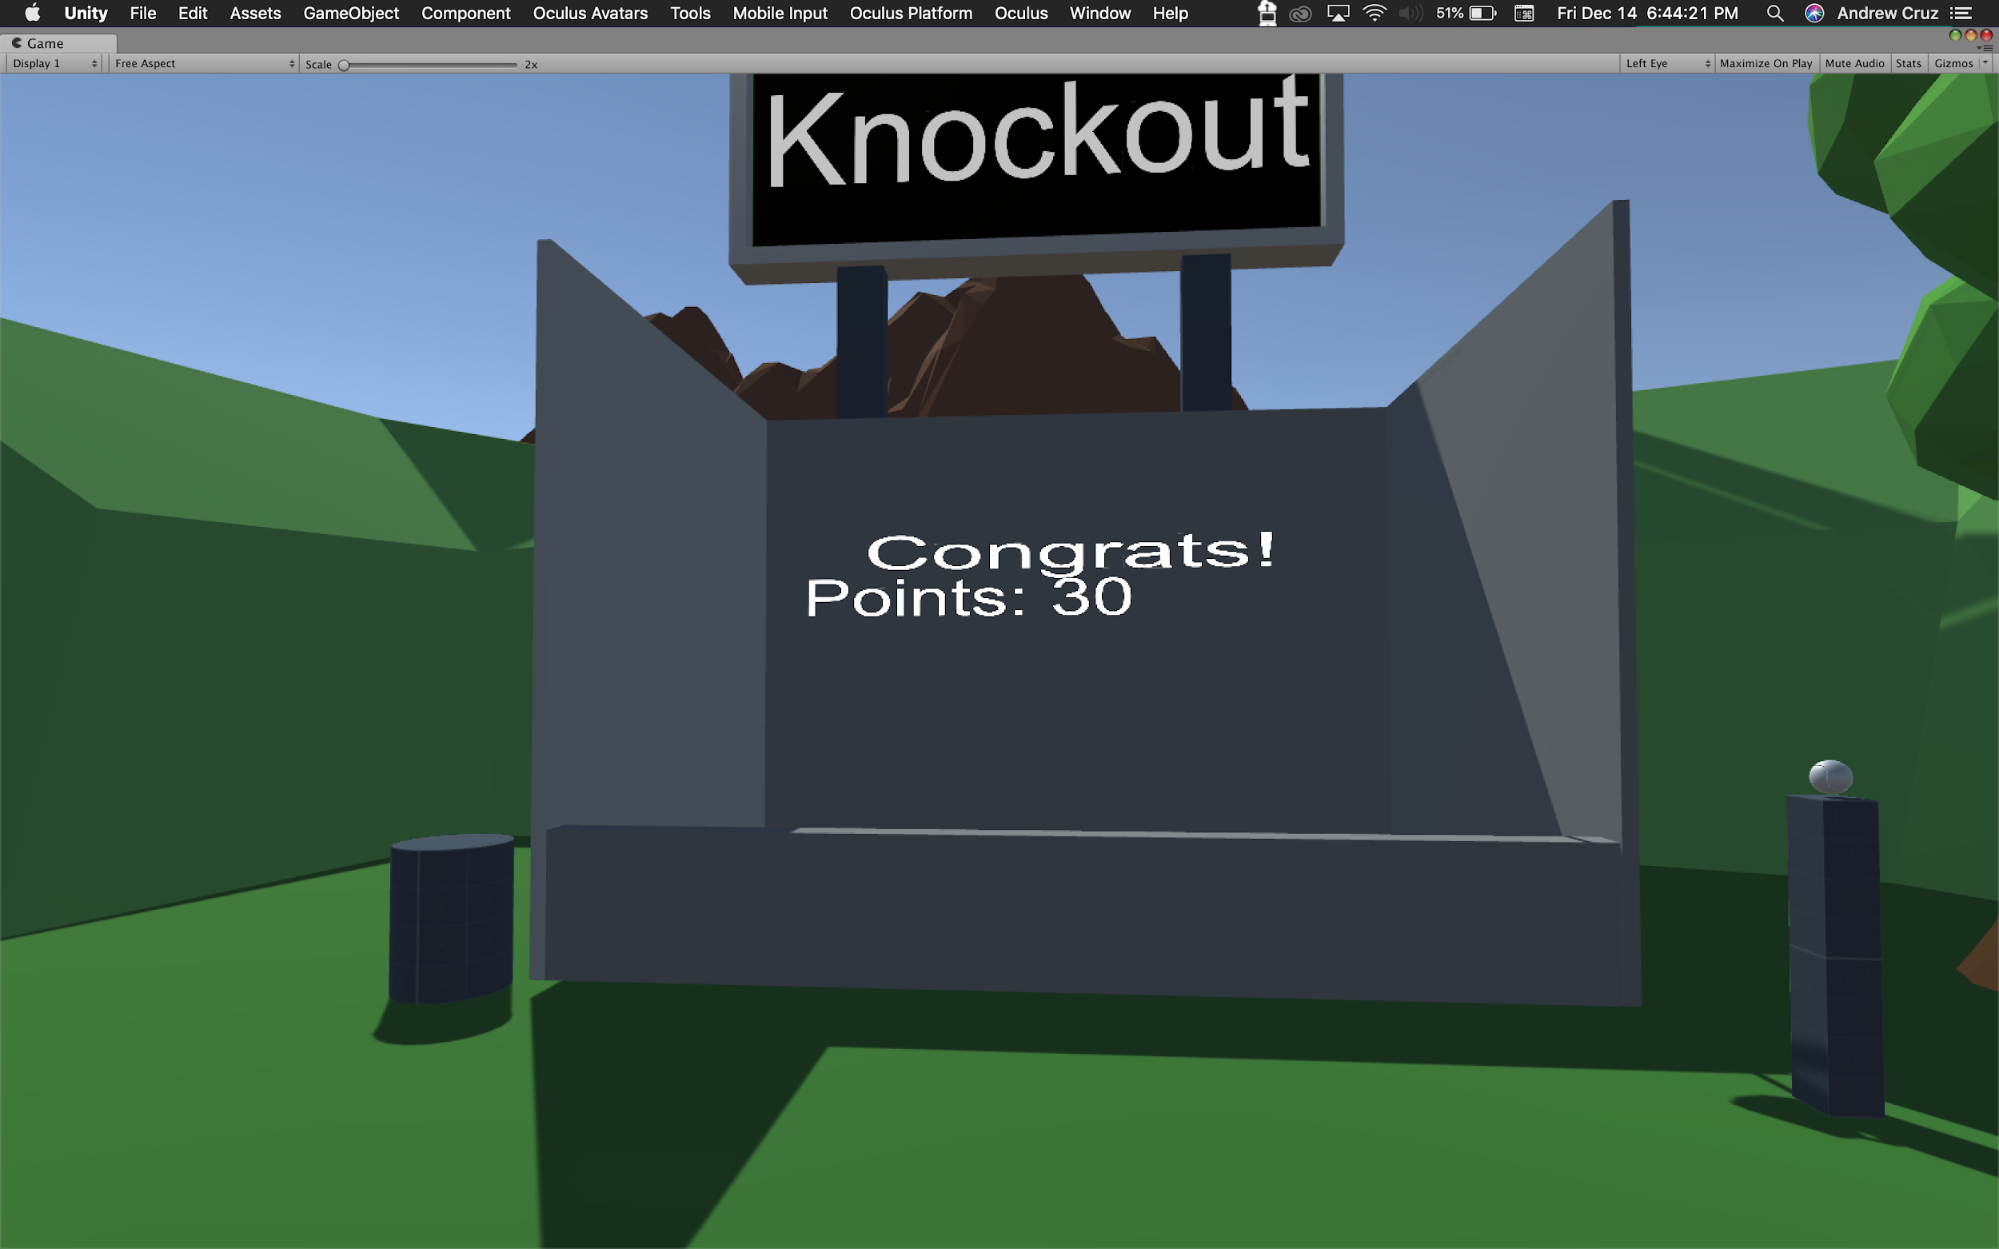 Unity File Edit Assets GameObject Component Oculus Avatars Tools Mobile Input Oculus Platform Oculus Window Help 51% Fri Dec 14 6:44:21 PM Andrew Cruz
Game
Display 1 Free Aspect Scale 2x Left Eye Maximize On Play Mute Audio Stats Gizmos
Knockout
Congrats!
Points: 30